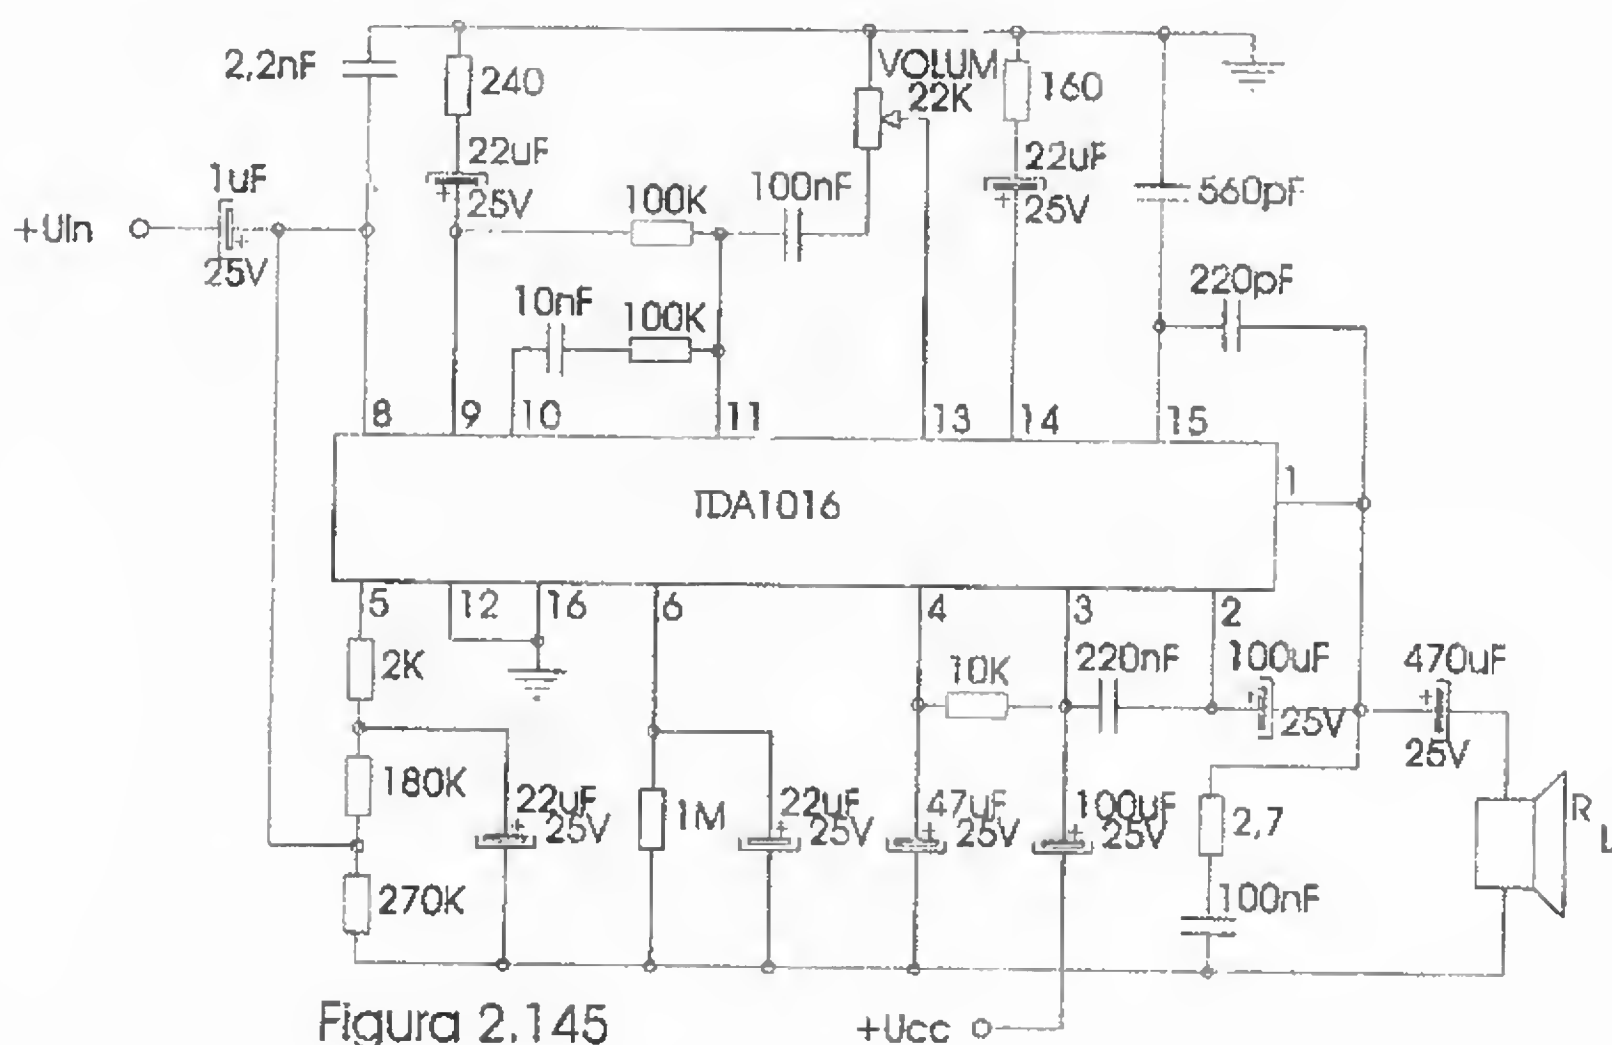 2,2nF
240
VOLUM
22K
160
22uF
25V
1uF
25V
+UIn
100K
100nF
22uF
25V
560pF
220pF
10nF
100K
8
9
10
11
13
14
15
1
TDA1016
5
12
16
6
4
3
2
2K
10K
220nF
100uF
25V
470uF
25V
180K
22uF
25V
1M
22uF
25V
47uF
25V
100uF
25V
2,7
R
L
270K
100nF
Figura 2.145
+Ucc